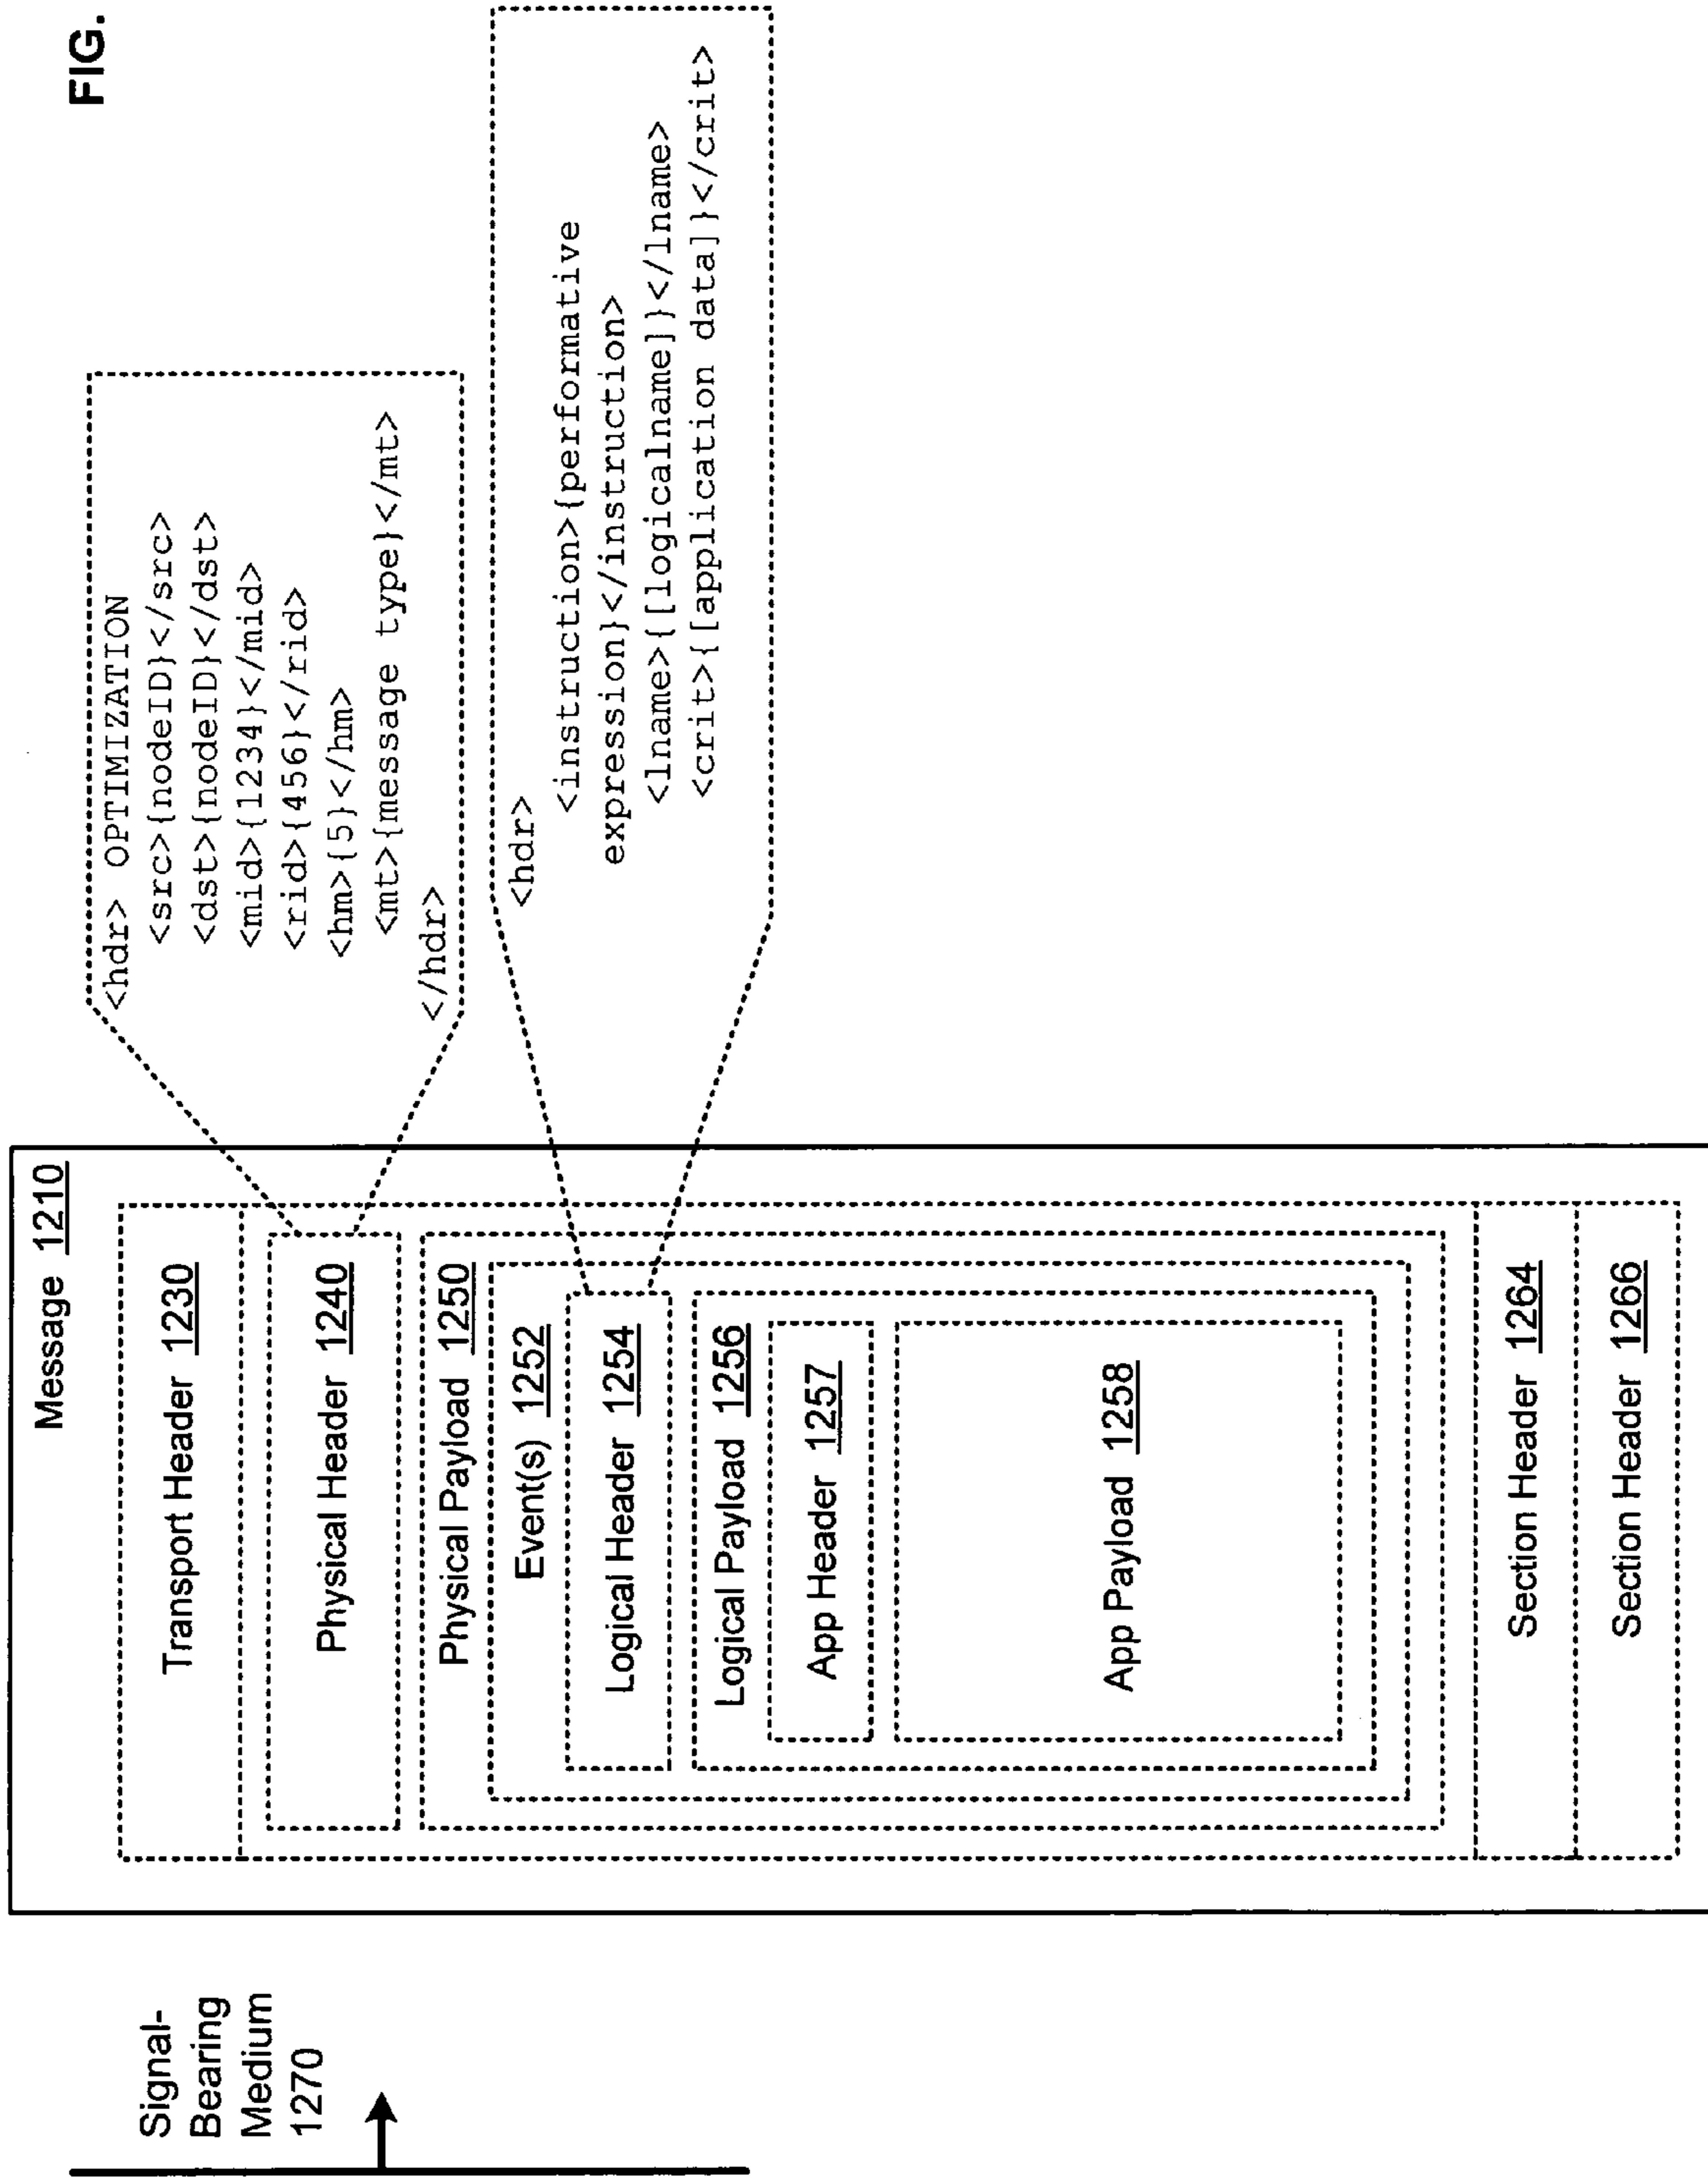 FIG.
Signal-
Bearing
Medium
1270
Message 1210
Transport Header 1230
Physical Header 1240
Physical Payload 1250
Event(s) 1252
Logical Header 1254
Logical Payload 1256
App Header 1257
App Payload 1258
Section Header 1264
Section Header 1266
<hdr> OPTIMIZATION
<src>{nodeID}</src>
<dst>{nodeID}</dst>
<mid>{1234}</mid>
<rid>{456}</rid>
<hm>{5}</hm>
<mt>{message type}</mt>
</hdr>
<hdr>
<instruction>{performative
expression}</instruction>
<lname>{[logicalname]}</lname>
<crit>{[application data]}</crit>